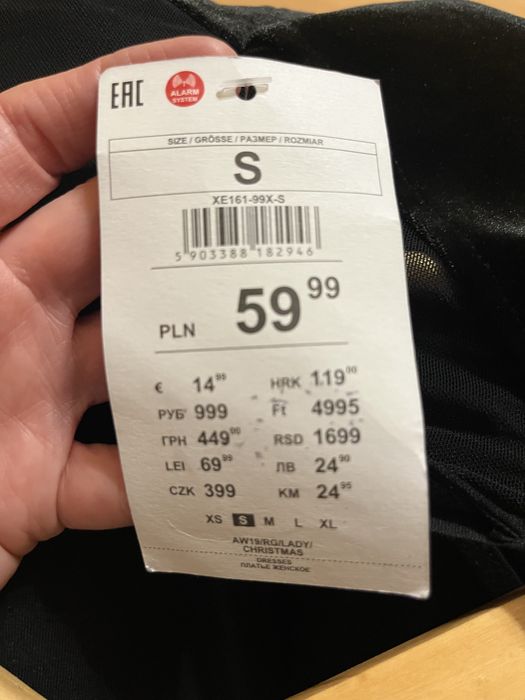 EAC
ALARM
SYSTEM
SIZE / GRÖSSE / РАЗМЕР / ROZMIAR
S
XE161-99X-S
5 903388 182946
PLN 59 99
€ 14 99 HRK 119 00
РУБ 999 Ft 4995
ГРН 449 00 RSD 1699
LEI 69 99 ЛВ 24 90
CZK 399 KM 24 95
XS S M L XL
AW19/RG/LADY/
CHRISTMAS
DRESSES
ПЛАТЬЕ ЖЕНСКОЕ